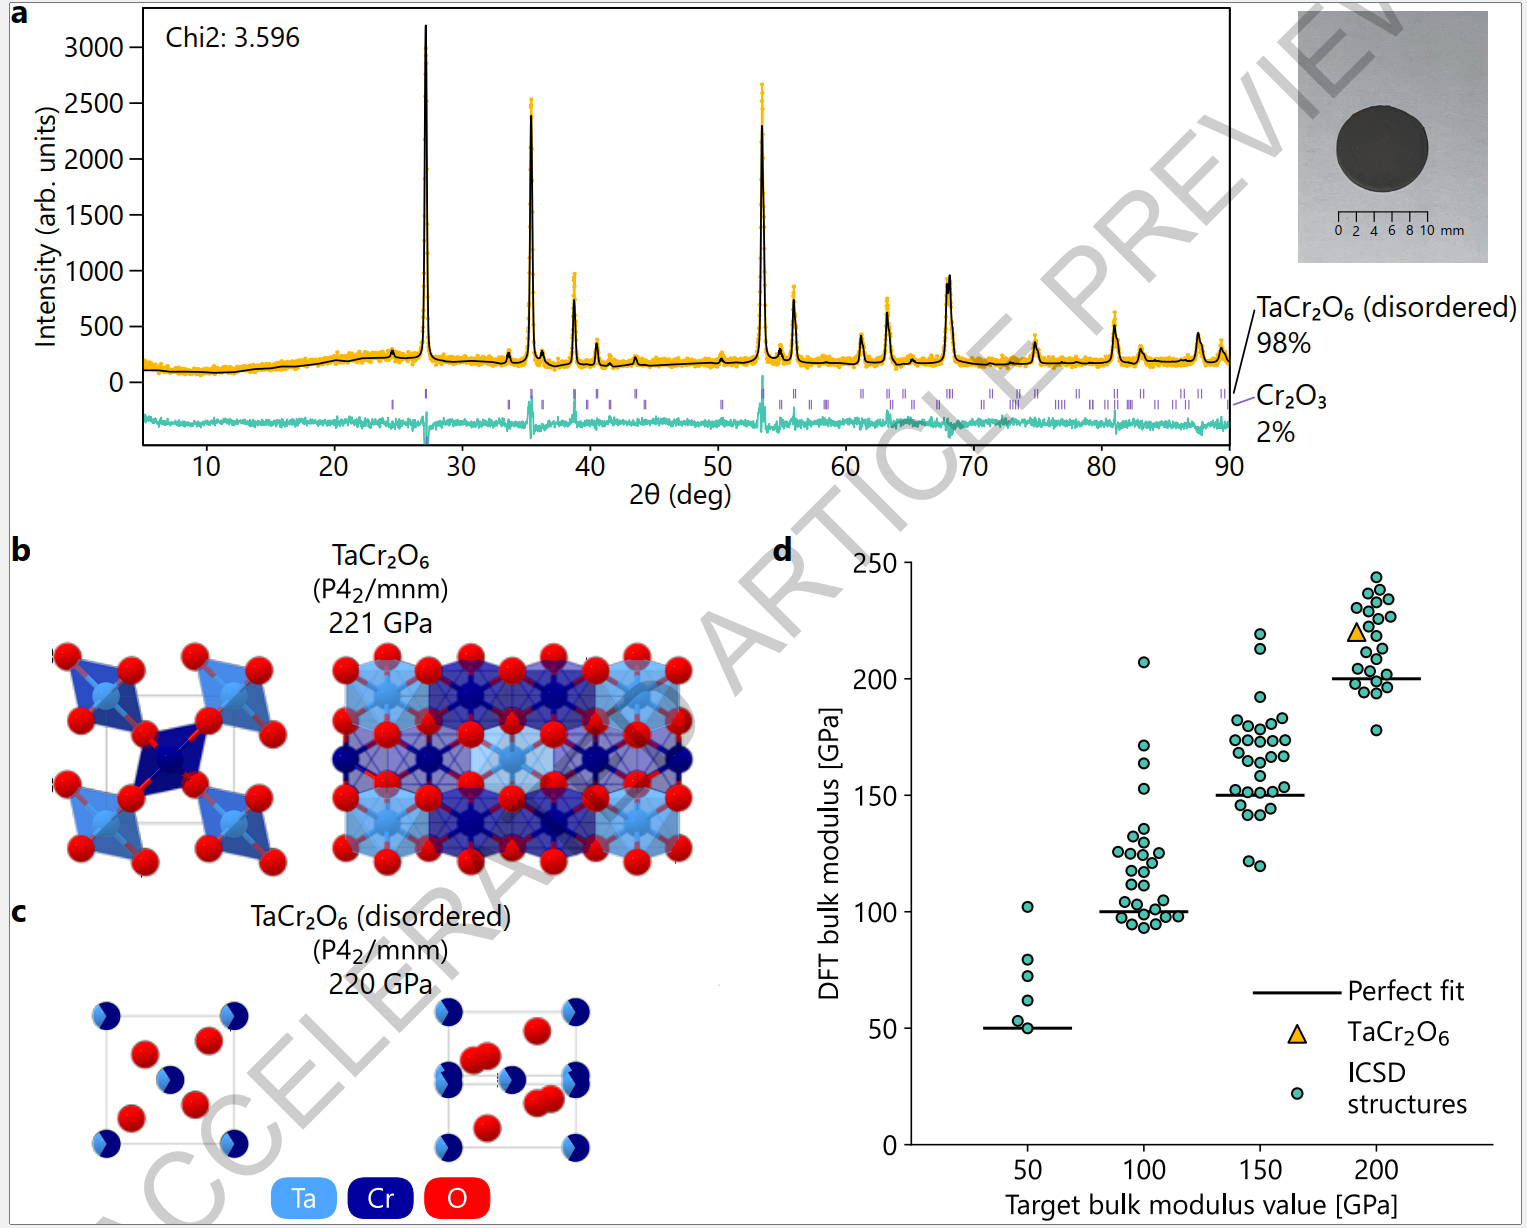 a
Chi2: 3.596
3000
2500
2000
1500
1000
500
0
Intensity (arb. units)
10 20 30 40 50 60 70 80 90
2θ (deg)
0 2 4 6 8 10 mm
TaCr₂O₆ (disordered)
98%
Cr₂O₃
2%
b
TaCr₂O₆
(P4₂/mnm)
221 GPa
c
TaCr₂O₆ (disordered)
(P4₂/mnm)
220 GPa
Ta Cr O
d
250
200
150
100
50
0
DFT bulk modulus [GPa]
50 100 150 200
Target bulk modulus value [GPa]
Perfect fit
TaCr₂O₆
ICSD
structures
ACCELERATED ARTICLE PREVIEW